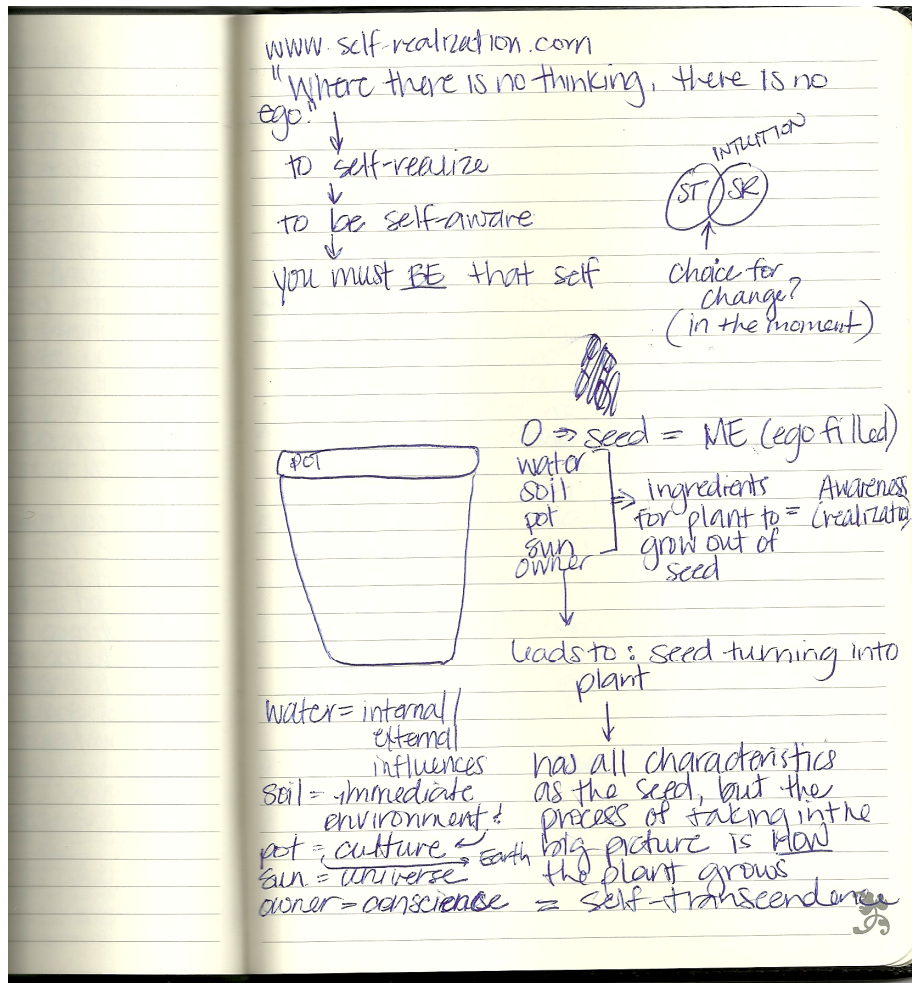 www.self-realization.com
"Where there is no thinking, there is no
ego."
to self-realize
to be self-aware
you must BE that self
INTUITION
ST SR
choice for
change?
(in the moment)
0 => seed = ME (ego filled)
water
soil
pot
sun
owner
ingredients
for plant to =
grow out of
seed
Awareness
(realization
POT
leads to: seed turning into
plant
has all characteristics
as the seed, but the
process of taking in the
big picture is HOW
the plant grows
= self-transcendence
water = internal/
external
influences
soil = immediate
environment &
pot = culture
Earth
sun = universe
owner = conscience